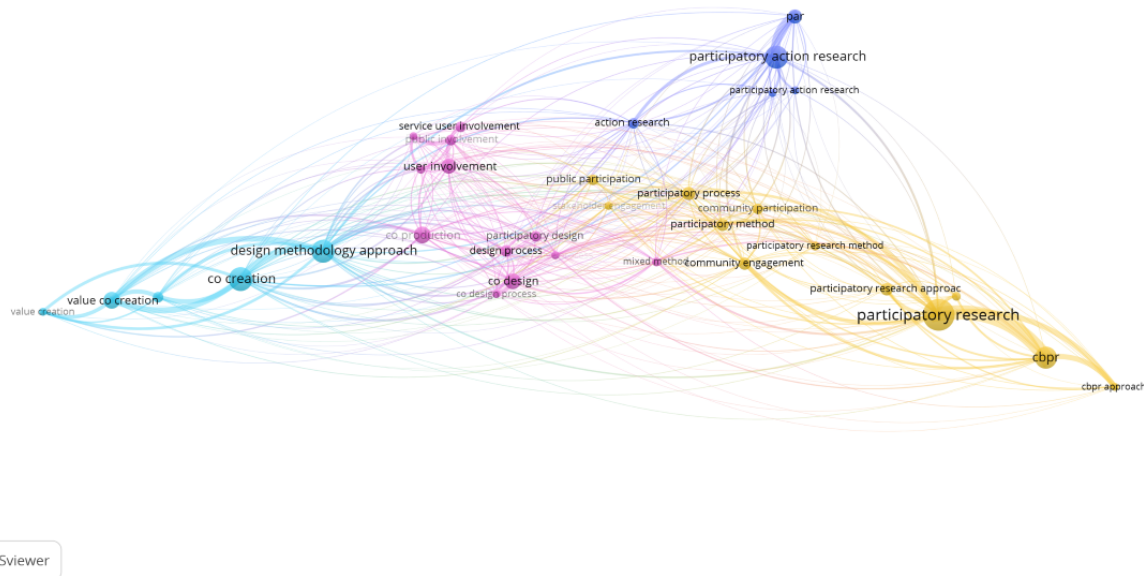 par
participatory action research
participatory action research
action research
service user involvement
public involvement
user involvement
public participation
participatory process
stakeholder engagement
community participation
participatory method
co production
participatory design
design methodology approach
design process
participatory research method
mixed method
community engagement
co creation
co design
participatory research approac
co design process
value co creation
value creation
participatory research
cbpr
cbpr approach
Sviewer